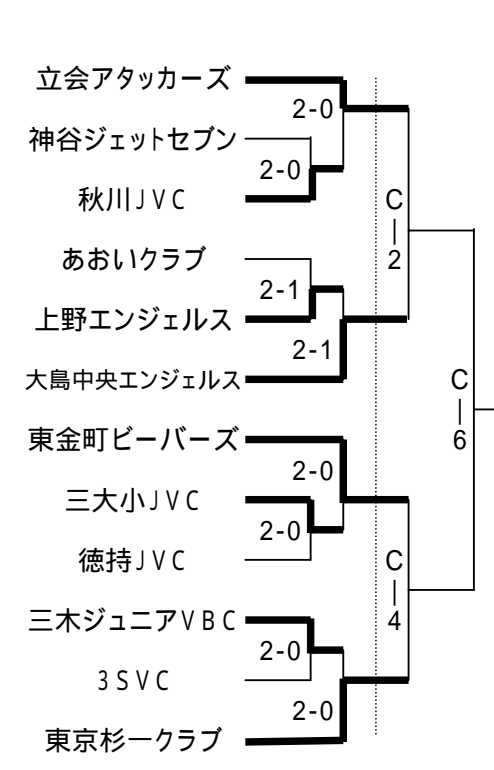 立会アタッカーズ
2-0
神谷ジェットセブン
2-0
秋川JVC
C|2
あおいクラブ
2-1
上野エンジェルス
2-1
大島中央エンジェルス
C|6
東金町ビーバーズ
2-0
三大小JVC
2-0
徳持JVC
C|4
三木ジュニアVBC
2-0
3SVC
2-0
東京杉一クラブ